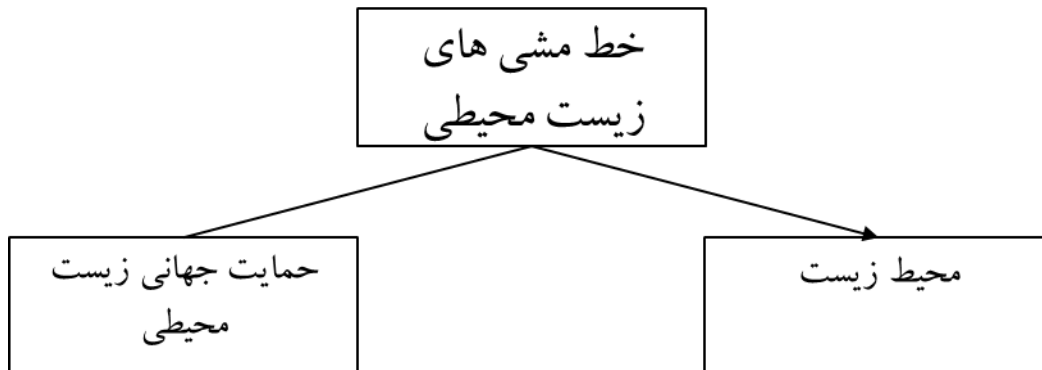 خط مشی های
زیست محیطی
محیط زیست
حمایت جهانی زیست
محیطی